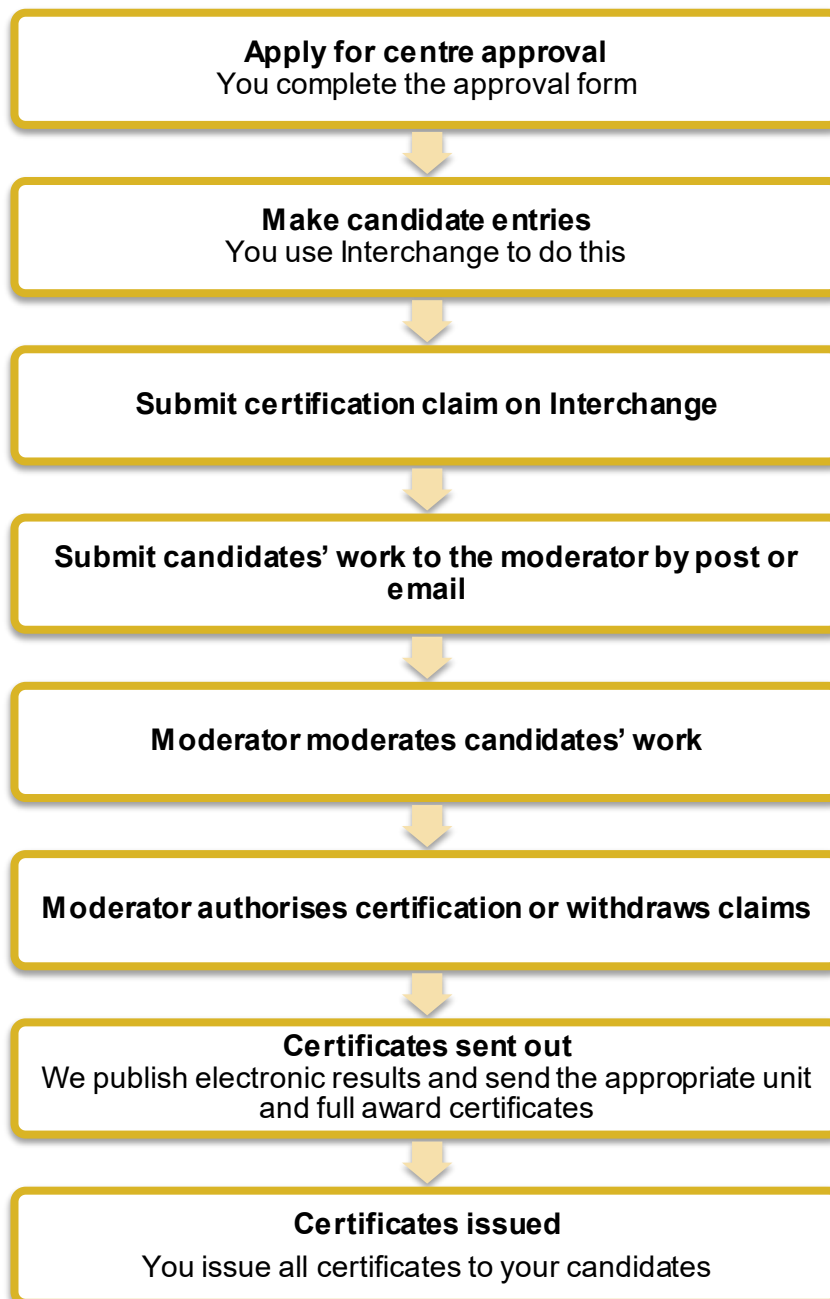 Apply for centre approval
You complete the approval form
Make candidate entries
You use Interchange to do this
Submit certification claim on Interchange
Submit candidates’ work to the moderator by post or
email
Moderator moderates candidates’ work
Moderator authorises certification or withdraws claims
Certificates sent out
We publish electronic results and send the appropriate unit
and full award certificates
Certificates issued
You issue all certificates to your candidates